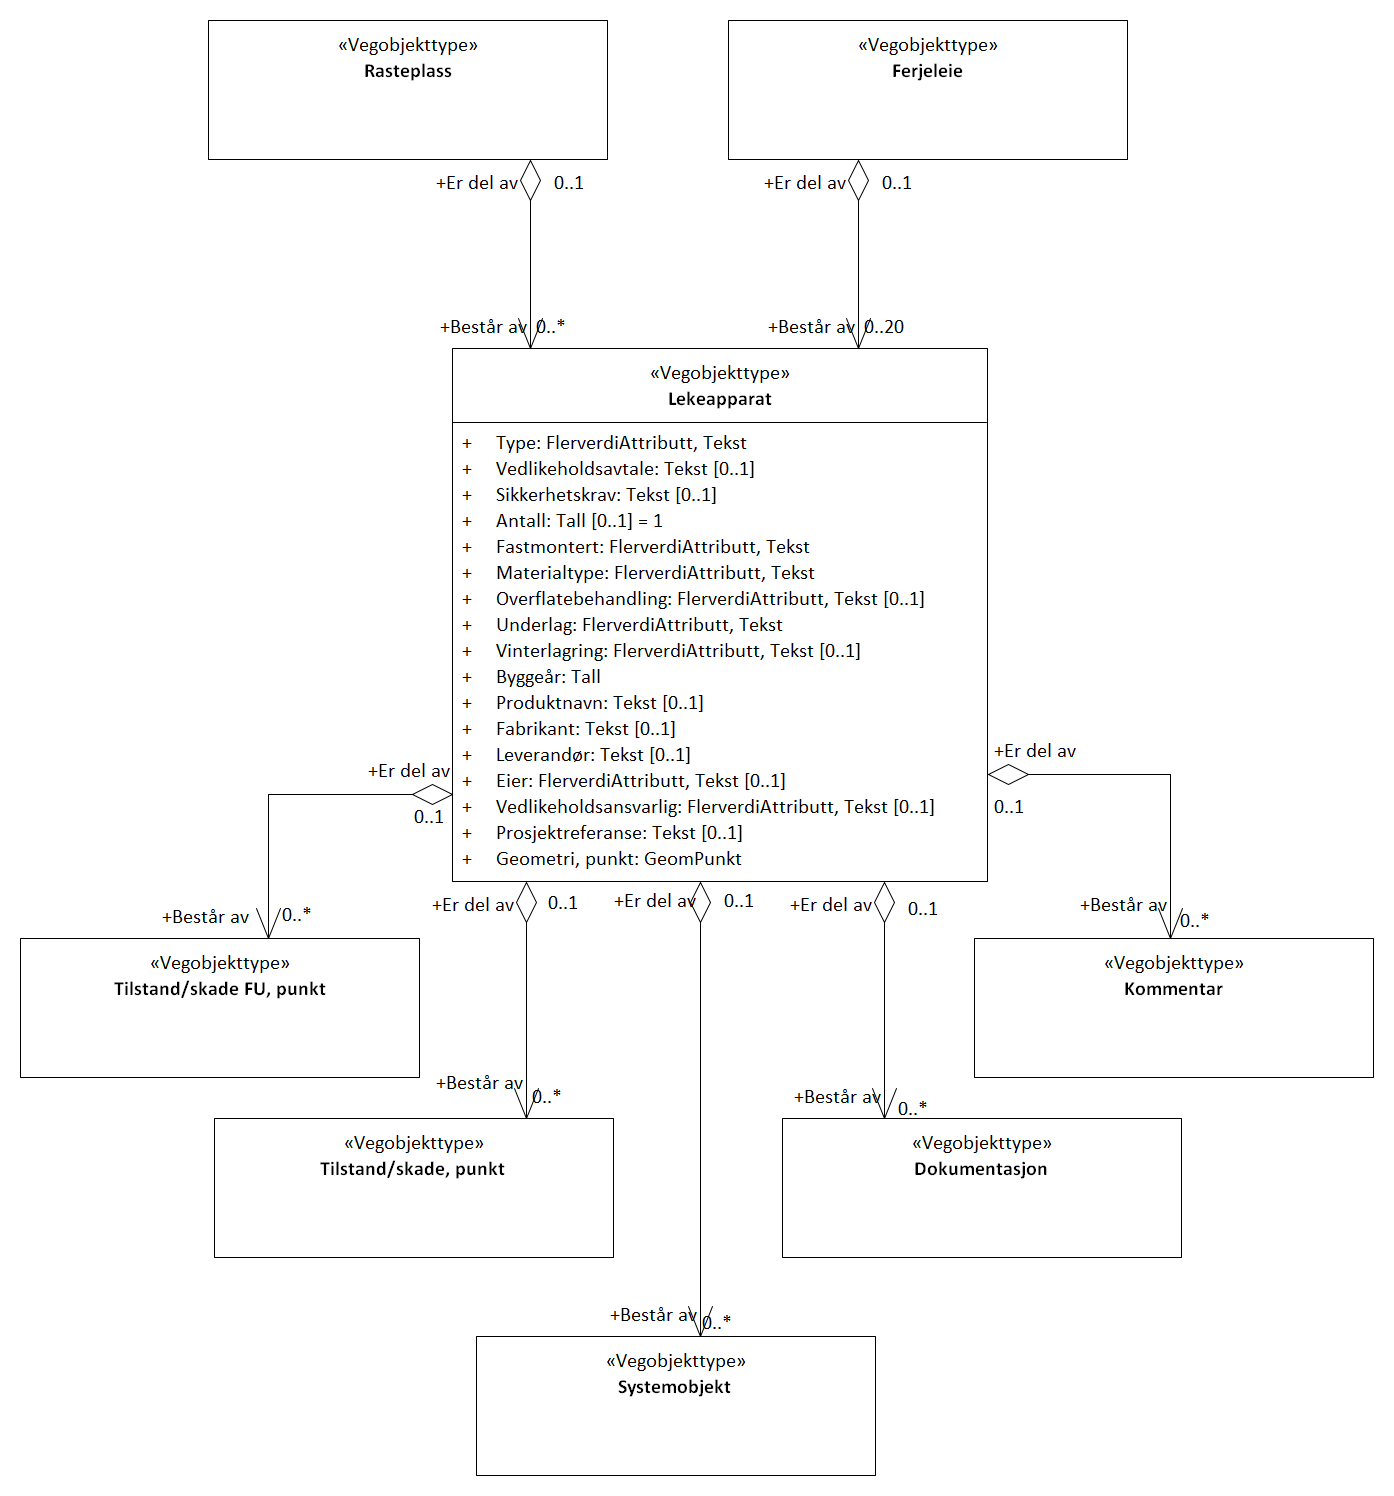 «Vegobjekttype»
Rasteplass
«Vegobjekttype»
Ferjeleie
+Er del av 0..1
+Er del av 0..1
+Består av 0..*
+Består av 0..20
«Vegobjekttype»
Lekeapparat
+ Type: FlerverdiAttributt, Tekst
+ Vedlikeholdsavtale: Tekst [0..1]
+ Sikkerhetskrav: Tekst [0..1]
+ Antall: Tall [0..1] = 1
+ Fastmontert: FlerverdiAttributt, Tekst
+ Materialtype: FlerverdiAttributt, Tekst
+ Overflatebehandling: FlerverdiAttributt, Tekst [0..1]
+ Underlag: FlerverdiAttributt, Tekst
+ Vinterlagring: FlerverdiAttributt, Tekst [0..1]
+ Byggeår: Tall
+ Produktnavn: Tekst [0..1]
+ Fabrikant: Tekst [0..1]
+ Leverandør: Tekst [0..1]
+ Eier: FlerverdiAttributt, Tekst [0..1]
+ Vedlikeholdsansvarlig: FlerverdiAttributt, Tekst [0..1]
+ Prosjektreferanse: Tekst [0..1]
+ Geometri, punkt: GeomPunkt
+Er del av
0..1
+Er del av
0..1
+Er del av 0..1
+Er del av 0..1
+Er del av 0..1
+Består av 0..*
+Består av 0..*
«Vegobjekttype»
Tilstand/skade FU, punkt
«Vegobjekttype»
Kommentar
+Består av 0..*
+Består av 0..*
«Vegobjekttype»
Tilstand/skade, punkt
«Vegobjekttype»
Dokumentasjon
+Består av 0..*
«Vegobjekttype»
Systemobjekt